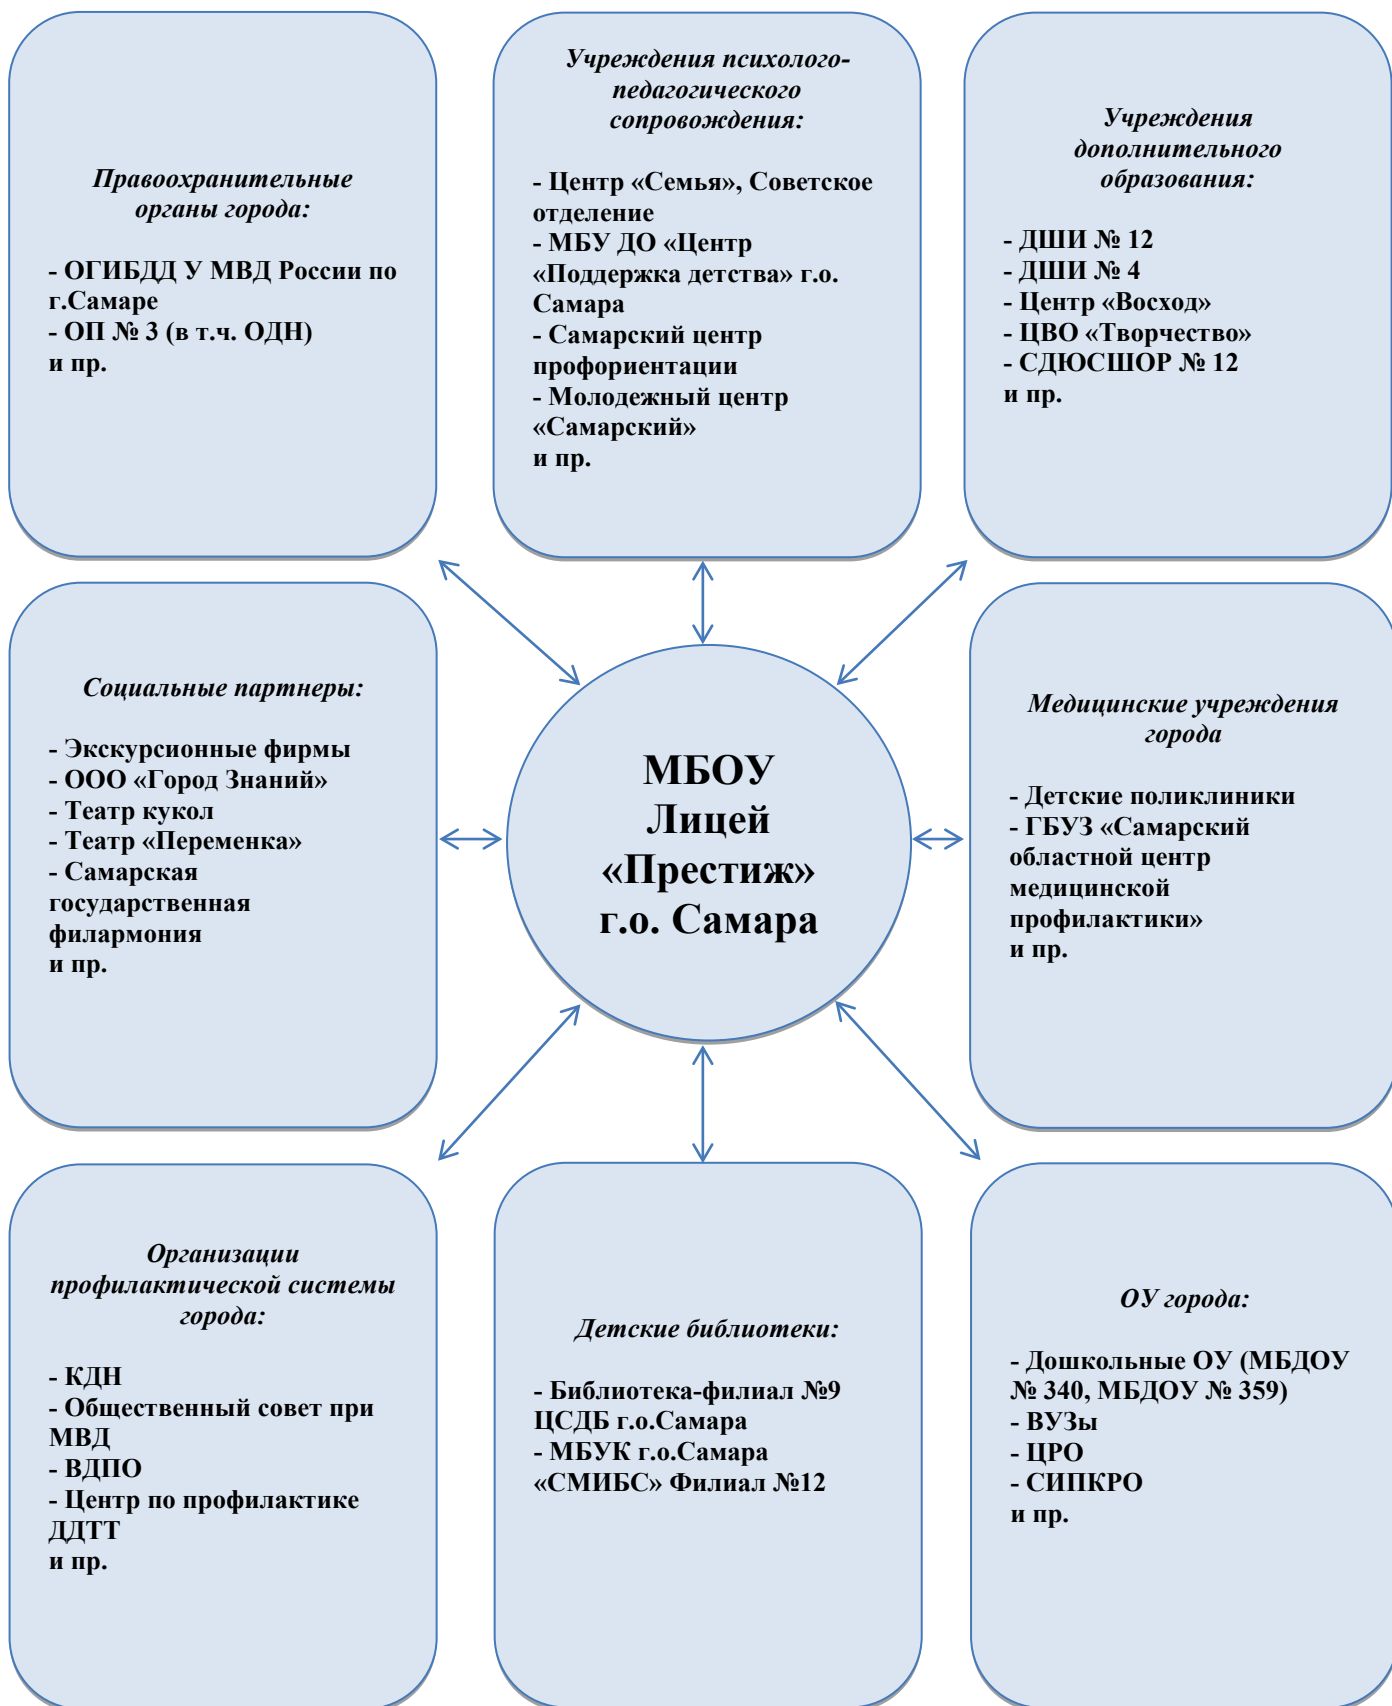 Правоохранительные
органы города:
- ОГИБДД У МВД России по
г.Самаре
- ОП № 3 (в т.ч. ОДН)
и пр.
Учреждения психолого-
педагогического
сопровождения:
- Центр «Семья», Советское
отделение
- МБУ ДО «Центр
«Поддержка детства» г.о.
Самара
- Самарский центр
профориентации
- Молодежный центр
«Самарский»
и пр.
Учреждения
дополнительного
образования:
- ДШИ № 12
- ДШИ № 4
- Центр «Восход»
- ЦВО «Творчество»
- СДЮСШОР № 12
и пр.
Социальные партнеры:
- Экскурсионные фирмы
- ООО «Город Знаний»
- Театр кукол
- Театр «Переменка»
- Самарская
государственная
филармония
и пр.
МБОУ
Лицей
«Престиж»
г.о. Самара
Медицинские учреждения
города
- Детские поликлиники
- ГБУЗ «Самарский
областной центр
медицинской
профилактики»
и пр.
Организации
профилактической системы
города:
- КДН
- Общественный совет при
МВД
- ВДПО
- Центр по профилактике
ДДТТ
и пр.
Детские библиотеки:
- Библиотека-филиал №9
ЦСДБ г.о.Самара
- МБУК г.о.Самара
«СМИБС» Филиал №12
ОУ города:
- Дошкольные ОУ (МБДОУ
№ 340, МБДОУ № 359)
- ВУЗы
- ЦРО
- СИПКРО
и пр.